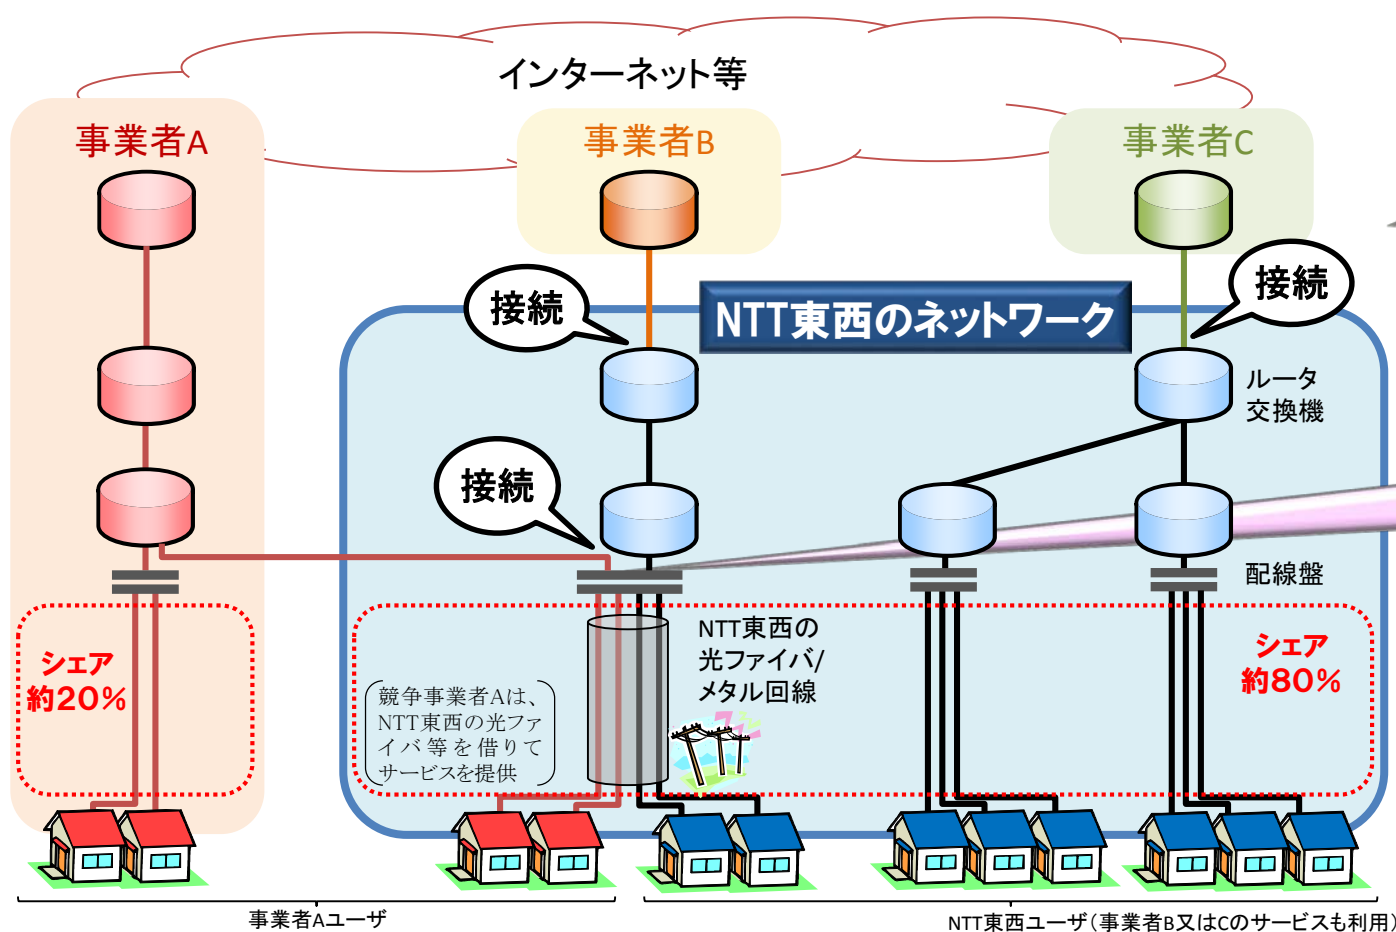 インターネット等
事業者A
事業者B
事業者C
接続
NTT東西のネットワーク
接続
ルータ
交換機
接続
配線盤
シェア
約20%
NTT東西の
光ファイバ/
メタル回線
競争事業者Aは、
NTT東西の光ファ
イバ等を借りて
サービスを提供
シェア
約80%
事業者Aユーザ
NTT東西ユーザ(事業者B又はCのサービスも利用)